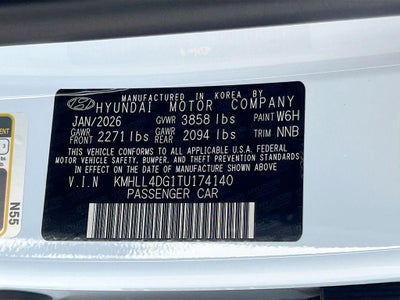 MANUFACTURED IN KOREA BY
HYUNDAI MOTOR COMPANY
JAN/2026 GVWR 3858 lbs PAINT W6H
GAWR FRONT 2271 lbs GAWR REAR 2094 lbs TRIM NNB
THIS VEHICLE CONFORMS TO ALL APPLICABLE U.S.A FEDERAL
MOTOR VEHICLE SAFETY, BUMPER, AND THEFT PREVENTION
STANDARDS IN EFFECT ON THE DATE OF MANUFACTURE SHOWN ABOVE.
V.I.N KMHLL4DG1TU174140
PASSENGER CAR
N55
3